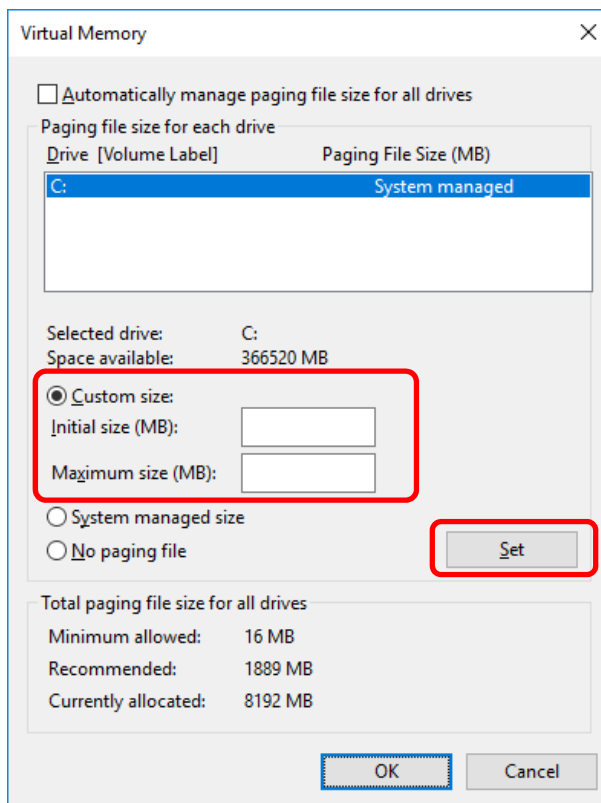 Virtual Memory
Automatically manage paging file size for all drives
Paging file size for each drive
Drive [Volume Label] Paging File Size (MB)
C: System managed
Selected drive: C:
Space available: 366520 MB
Custom size:
Initial size (MB):
Maximum size (MB):
System managed size
No paging file
Set
Total paging file size for all drives
Minimum allowed: 16 MB
Recommended: 1889 MB
Currently allocated: 8192 MB
OK Cancel